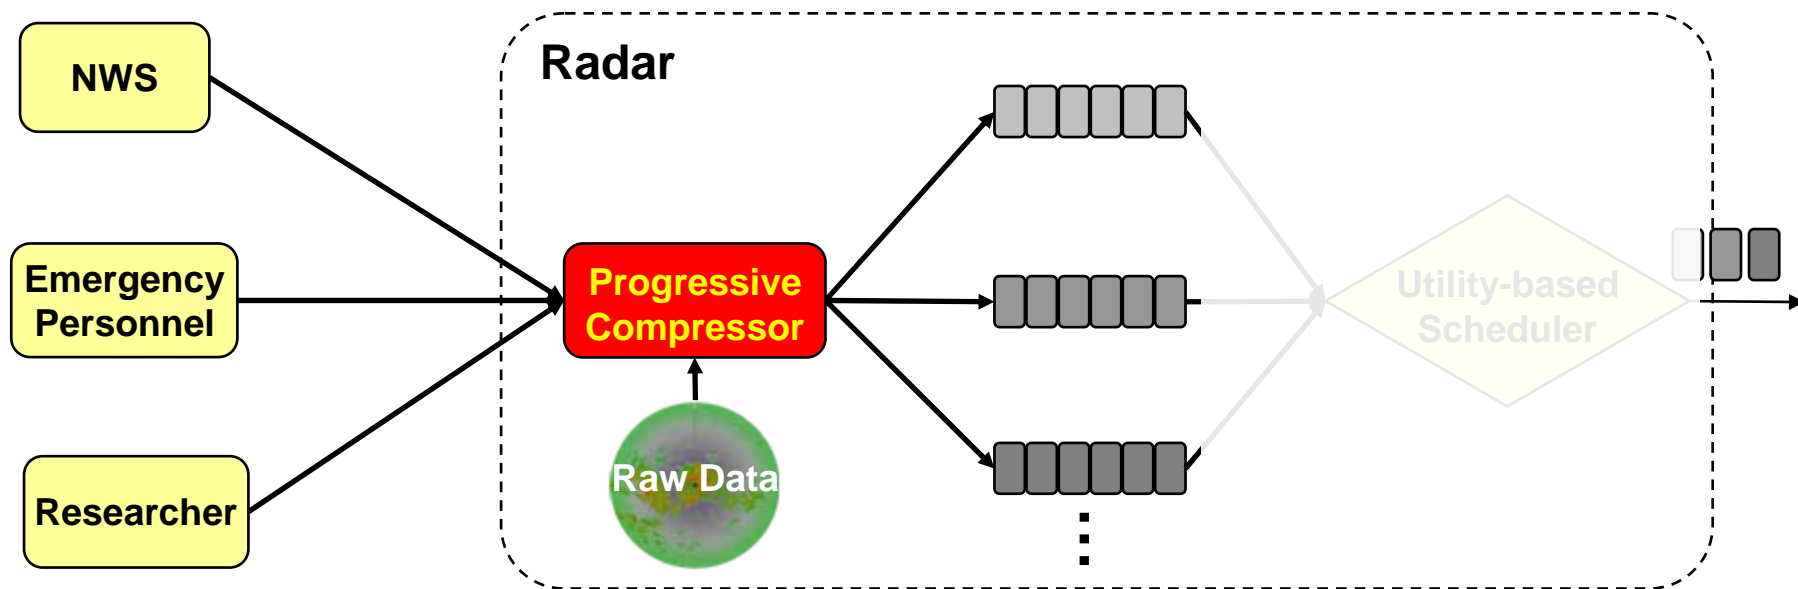 Radar
NWS
Emergency
Personnel
Researcher
Progressive
Compressor
Raw Data
Utility-based
Scheduler